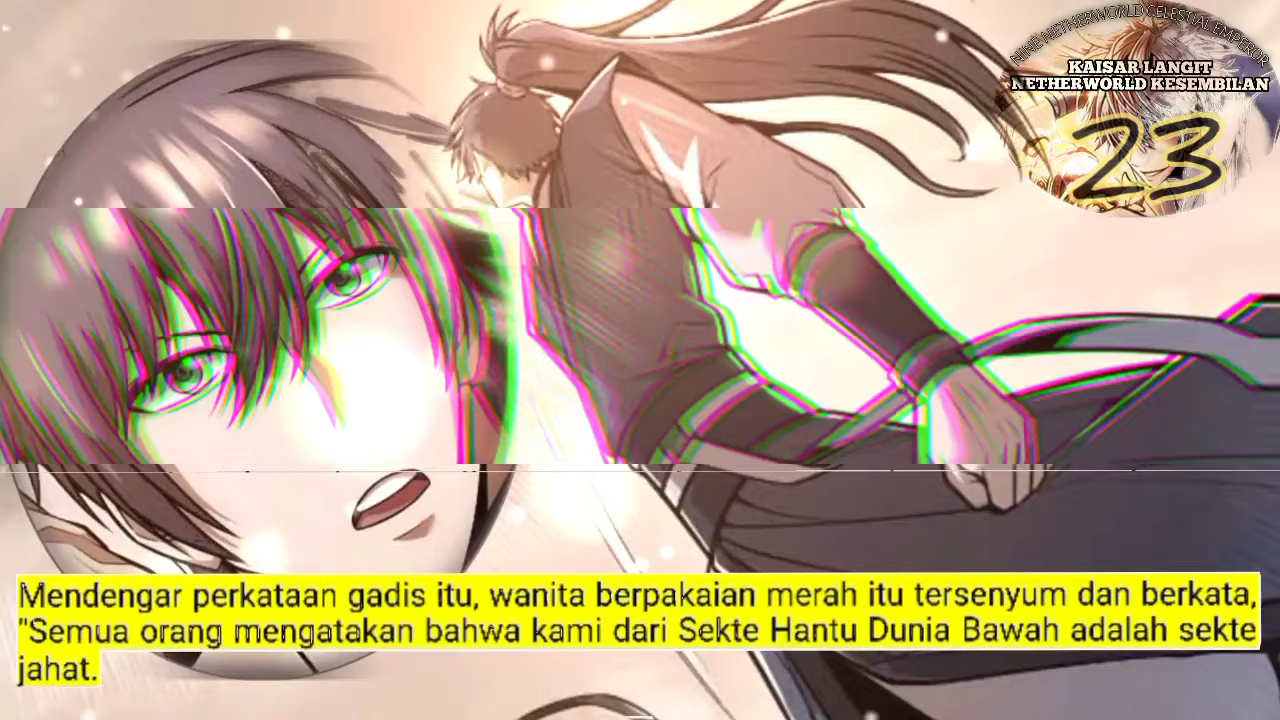 NINE NETHERWORLD CELESTIAL EMPEROR
KAISAR LANGIT
NETHERWORLD KESEMBILAN
23
Mendengar perkataan gadis itu, wanita berpakaian merah itu tersenyum dan berkata,
"Semua orang mengatakan bahwa kami dari Sekte Hantu Dunia Bawah adalah sekte
jahat.